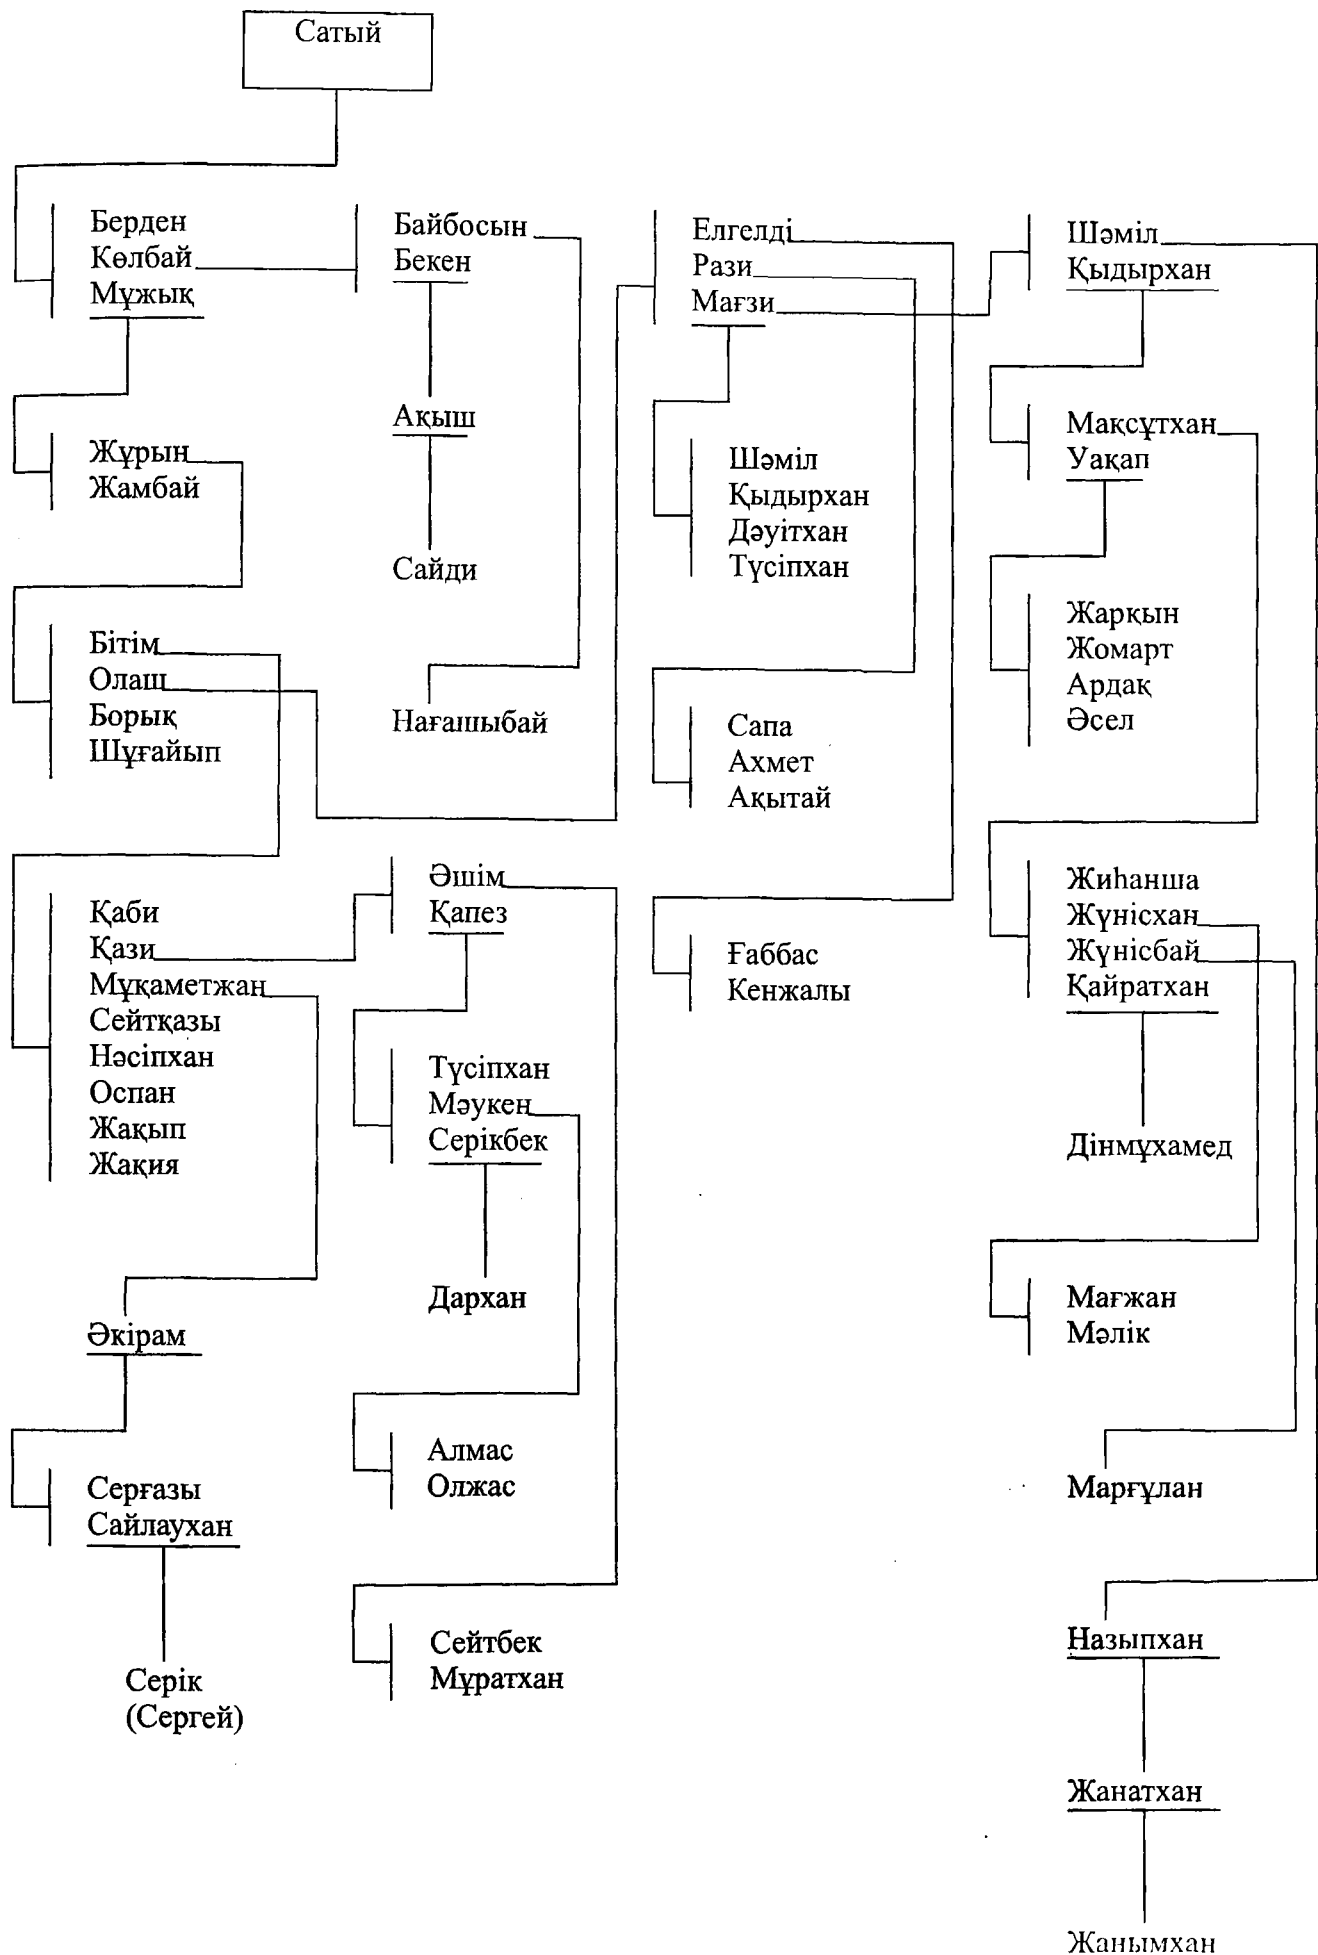 Сатый
Берден
Көлбай
Мұжық
Жұрын
Жамбай
Бітім
Олаш
Борық
Шұғайып
Қаби
Қази
Мұқаметжан
Сейтқазы
Нәсіпхан
Оспан
Жақып
Жақия
Әкірам
Серғазы
Сайлаухан
Серік
(Сергей)
Байбосын
Бекен
Ақыш
Сайди
Нағашыбай
Әшім
Қапез
Түсіпхан
Мәукен
Серікбек
Дархан
Алмас
Олжас
Сейтбек
Мұратхан
Елгелді
Рази
Мағзи
Шәміл
Қыдырхан
Дәуітхан
Түсіпхан
Сапа
Ахмет
Ақытай
Ғаббас
Кенжалы
Шәміл
Қыдырхан
Мақсұтхан
Уақап
Жарқын
Жомарт
Ардақ
Әсел
Жиһанша
Жүнісхан
Жүнісбай
Қайратхан
Дінмұхамед
Мағжан
Мәлік
Марғұлан
Назыпхан
Жанатхан
Жанымхан